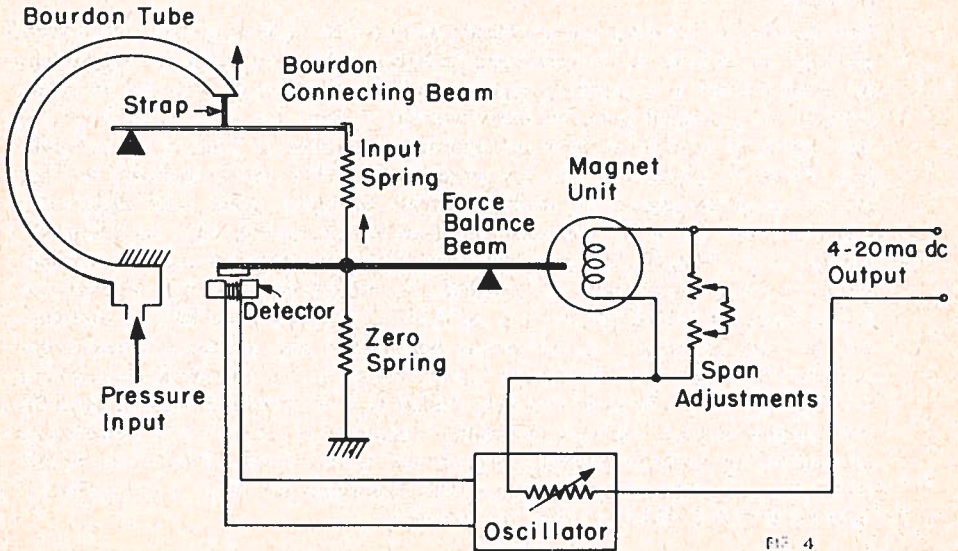 Bourdon Tube
Bourdon
Connecting Beam
Strap
Input
Spring
Magnet
Unit
Force
Balance
Beam
4-20ma dc
Output
Detector
Zero
Spring
Pressure
Input
Span
Adjustments
Oscillator
4